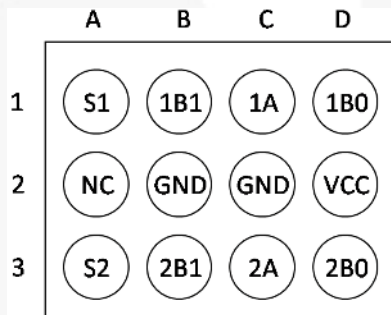 A B C D
1 S1 1B1 1A 1B0
2 NC GND GND VCC
3 S2 2B1 2A 2B0